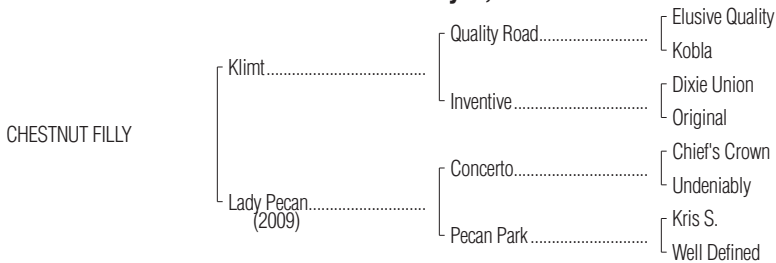 Elusive Quality
Quality Road
Kobla
Klimt
Dixie Union
Inventive
Original
CHESTNUT FILLY
Chief's Crown
Concerto
Undeniably
Lady Pecan
(2009)
Kris S.
Pecan Park
Well Defined